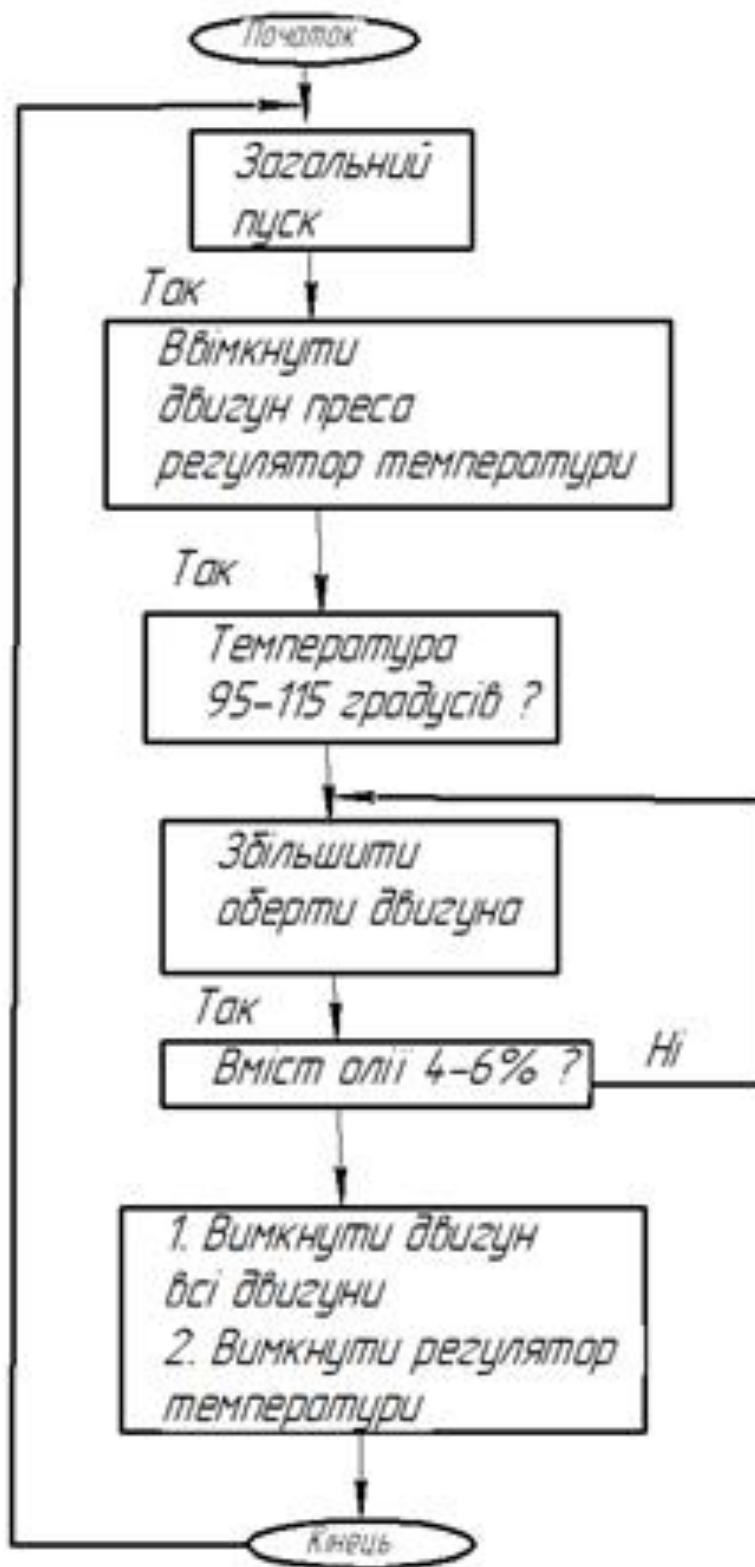 Початок
Загальний
пуск
Так
Ввімкнути
двигун преса
регулятор температури
Так
Температура
95-115 градусів ?
Збільшити
оберти двигуна
Так
Вміст олії 4-6% ?
Ні
1. Вимкнути двигун
всі двигуни
2. Вимкнути регулятор
температури
Кінець